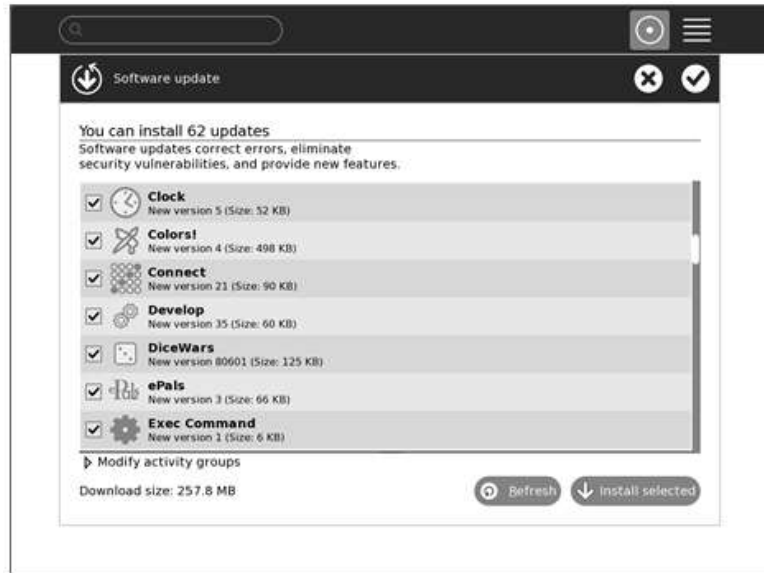 Software update
You can install 62 updates
Software updates correct errors, eliminate
security vulnerabilities, and provide new features.
Clock
New version 5 (Size: 52 KB)
Colors!
New version 4 (Size: 498 KB)
Connect
New version 21 (Size: 90 KB)
Develop
New version 35 (Size: 60 KB)
DiceWars
New version 80601 (Size: 125 KB)
ePals
ePals
New version 3 (Size: 66 KB)
Exec Command
New version 1 (Size: 6 KB)
Modify activity groups
Download size: 257.8 MB
Refresh
Install selected